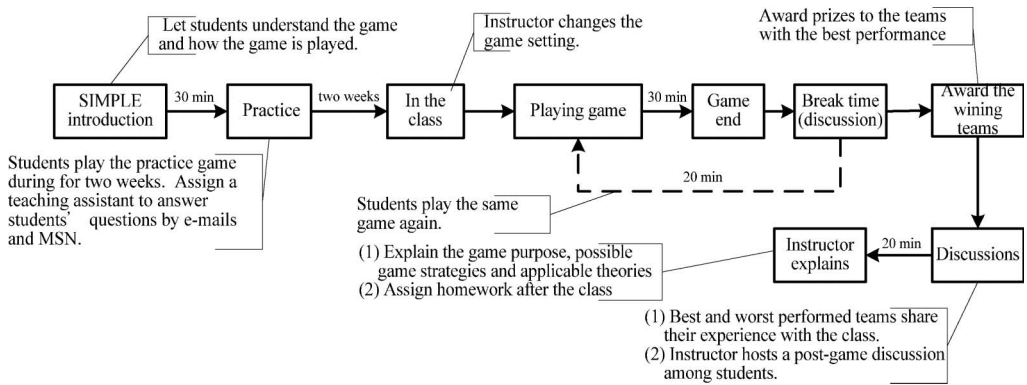 Let students understand the game
and how the game is played.
Instructor changes the
game setting.
Award prizes to the teams
with the best performance
SIMPLE
introduction
30 min
Practice
two weeks
In the
class
Playing game
30 min
Game
end
Break time
(discussion)
Award the
wining
teams
Students play the practice game
during for two weeks. Assign a
teaching assistant to answer
students’ questions by e-mails
and MSN.
20 min
Students play the same
game again.
(1) Explain the game purpose, possible
game strategies and applicable theories
(2) Assign homework after the class
Instructor
explains
20 min
Discussions
(1) Best and worst performed teams share
their experience with the class.
(2) Instructor hosts a post-game discussion
among students.